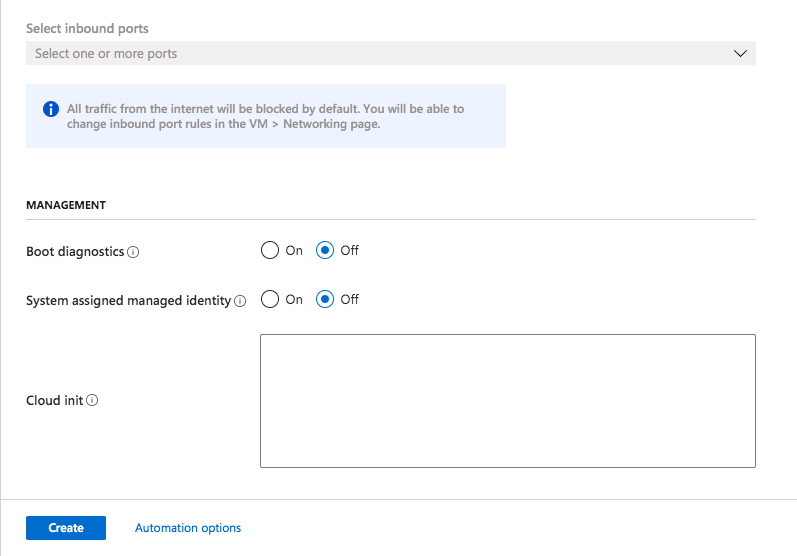 Select inbound ports
Select one or more ports
All traffic from the internet will be blocked by default. You will be able to
change inbound port rules in the VM > Networking page.
MANAGEMENT
Boot diagnostics
On Off
System assigned managed identity
On Off
Cloud init
Create Automation options